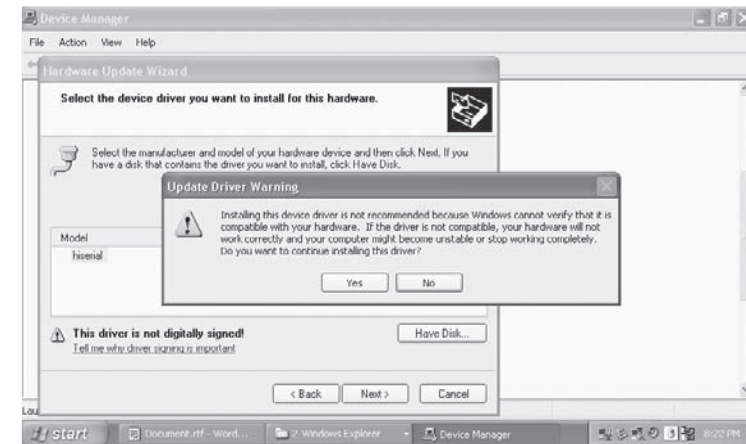 Device Manager
File Action View Help
Hardware Update Wizard
Select the device driver you want to install for this hardware.
Select the manufacturer and model of your hardware device and then click Next. If you
have a disk that contains the driver you want to install, click Have Disk.
Update Driver Warning
Installing this device driver is not recommended because Windows cannot verify that it is
compatible with your hardware. If the driver is not compatible, your hardware will not
work correctly and your computer might become unstable or stop working completely.
Do you want to continue installing this driver?
Yes No
Model
hiserial
This driver is not digitally signed!
Tell me why driver signing is important
Have Disk...
< Back Next > Cancel
Lau
start Document.rtf - Word... 2 Windows Explorer Device Manager 8:22 PM